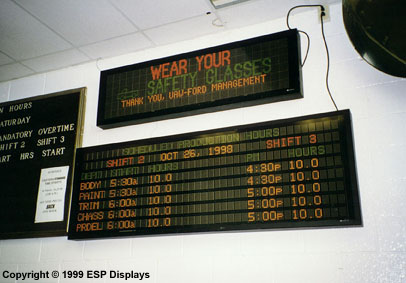 WEAR YOUR
SAFETY GLASSES
THANK YOU, UAW-FORD MANAGEMENT
HOURS
SATURDAY
MANDATORY OVERTIME
SHIFT 2 SHIFT 3
HRS START
SCHEDULED PRODUCTION HOURS
SHIFT 2 OCT 26, 1998 SHIFT 3
DEPT HOURS HOURS
BODY 5:30A 10.0 4:30P 10.0
PAINT 5:30A 10.0 4:30P 10.0
TRIM 6:00A 10.0 5:00P 10.0
CHASS 6:00A 10.0 5:00P 10.0
PRDEL 6:00A 10.0 5:00P 10.0
Copyright © 1999 ESP Displays